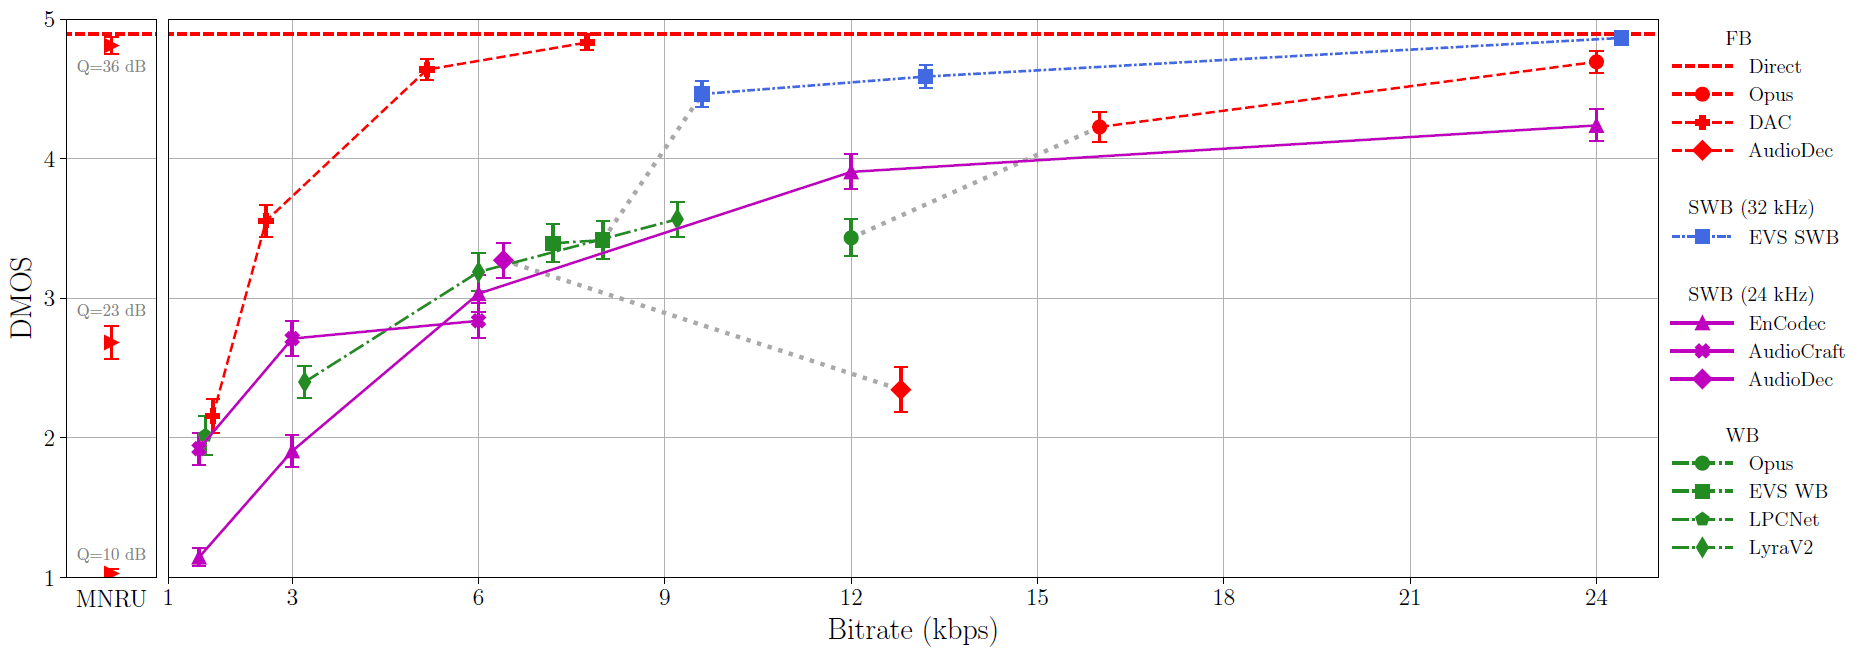 DMOS
5
4
3
2
1
Q=36 dB
Q=23 dB
Q=10 dB
MNRU
1 3 6 9 12 15 18 21 24
Bitrate (kbps)
FB
Direct
Opus
DAC
AudioDec
SWB (32 kHz)
EVS SWB
SWB (24 kHz)
EnCodec
AudioCraft
AudioDec
WB
Opus
EVS WB
LPCNet
LyraV2